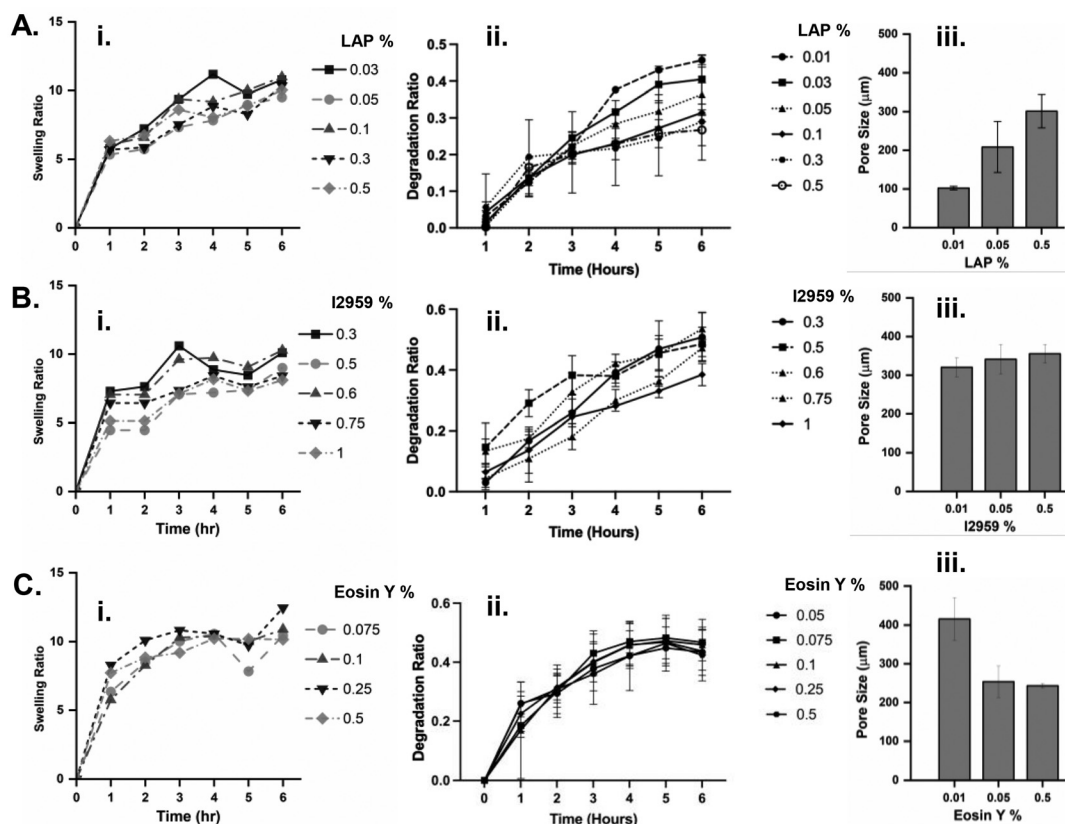 A.
i.
LAP %
15
10
5
0
Swelling Ratio
0 1 2 3 4 5 6
0.03
0.05
0.1
0.3
0.5
ii.
LAP %
0.5
0.4
0.3
0.2
0.1
0.0
Degradation Ratio
1 2 3 4 5 6
Time (Hours)
0.01
0.03
0.05
0.1
0.3
0.5
iii.
500
400
300
200
100
0
Pore Size (μm)
0.01 0.05 0.5
LAP %
B.
i.
I2959 %
15
10
5
0
Swelling Ratio
0 1 2 3 4 5 6
Time (hr)
0.3
0.5
0.6
0.75
1
ii.
I2959 %
0.6
0.4
0.2
0.0
Degradation Ratio
1 2 3 4 5 6
Time (Hours)
0.3
0.5
0.6
0.75
1
iii.
500
400
300
200
100
0
Pore Size (μm)
0.01 0.05 0.5
I2959 %
C.
i.
Eosin Y %
15
10
5
0
Swelling Ratio
0 1 2 3 4 5 6
Time (hr)
0.075
0.1
0.25
0.5
ii.
Eosin Y %
0.6
0.4
0.2
0.0
Degradation Ratio
0 1 2 3 4 5 6
Time (Hours)
0.05
0.075
0.1
0.25
0.5
iii.
500
400
300
200
100
0
Pore Size (μm)
0.01 0.05 0.5
Eosin Y %